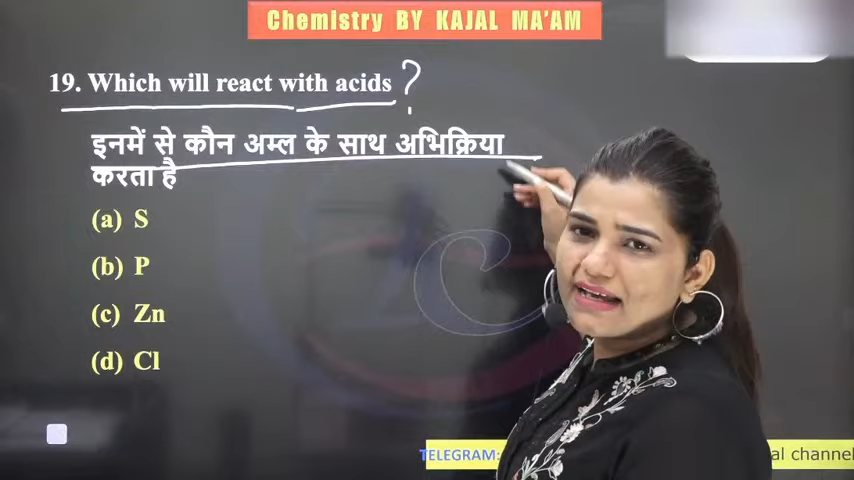 Chemistry BY KAJAL MA'AM
19. Which will react with acids ?
इनमें से कौन अम्ल के साथ अभिक्रिया
करता है
(a) S
(b) P
(c) Zn
(d) Cl
TELEGRAM: al channel